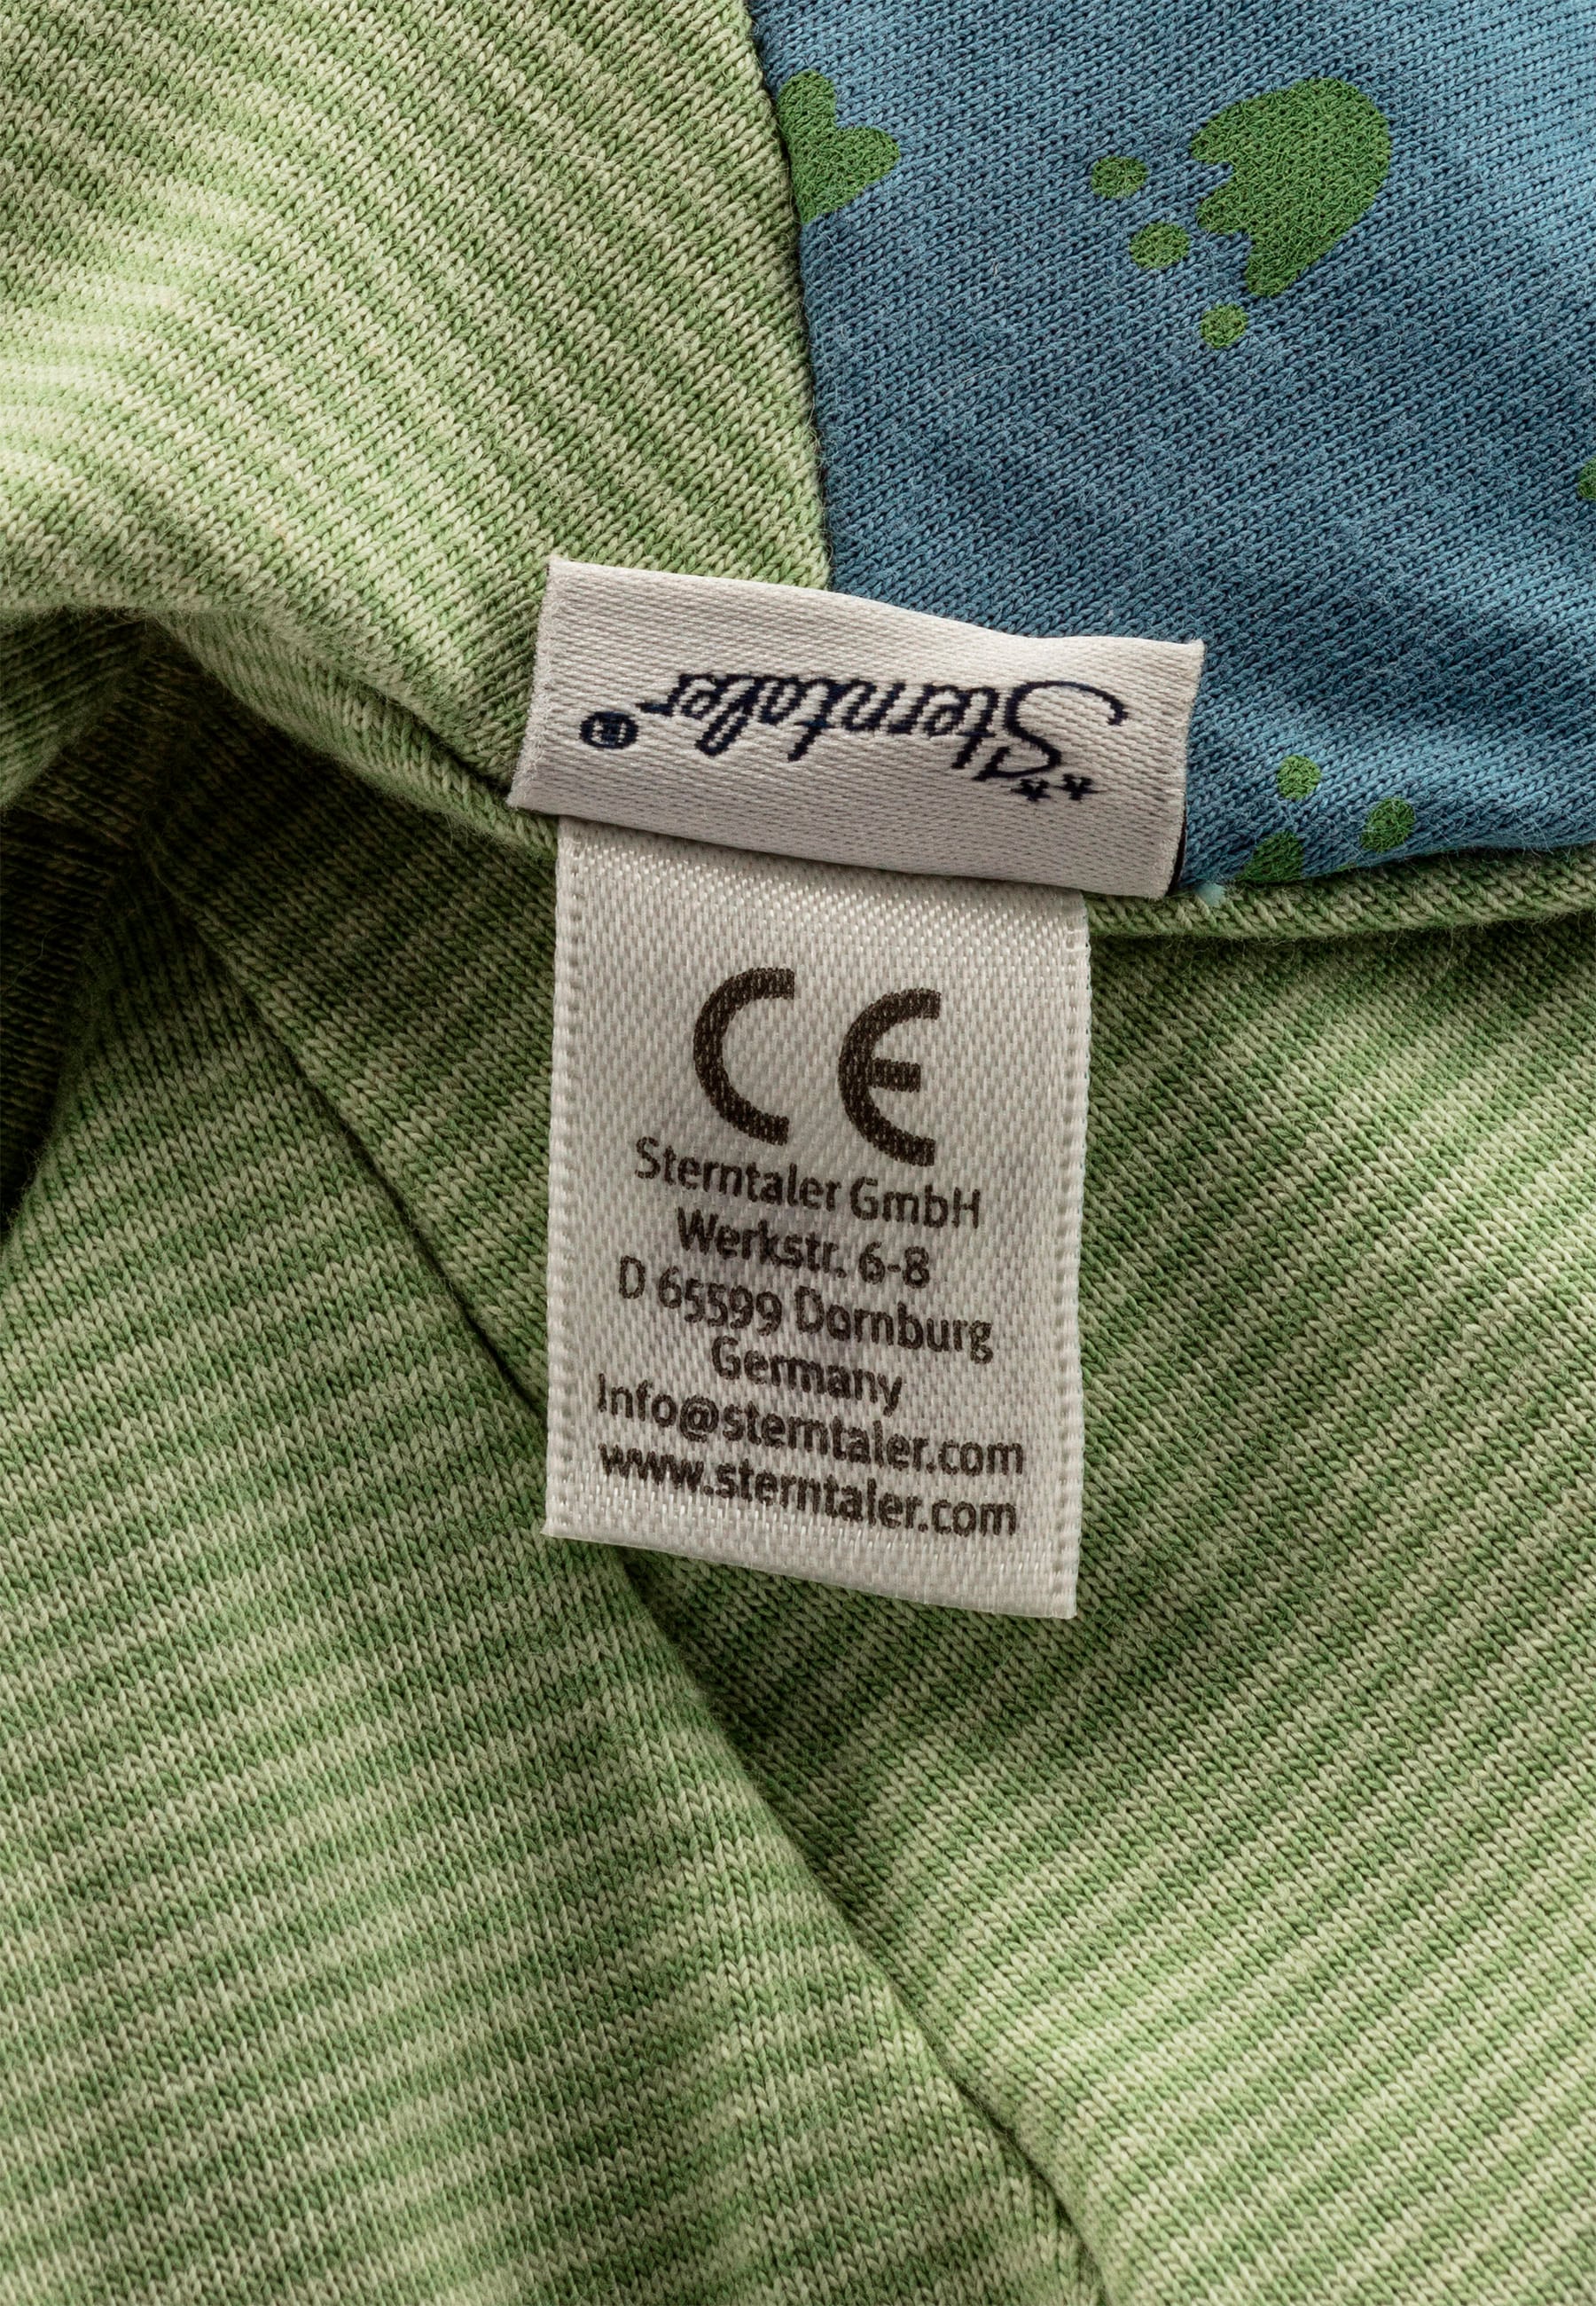 Sterntaler®
CE
Sterntaler GmbH
Werkstr. 6-8
D 65599 Dornburg
Germany
Info@sterntaler.com
www.sterntaler.com